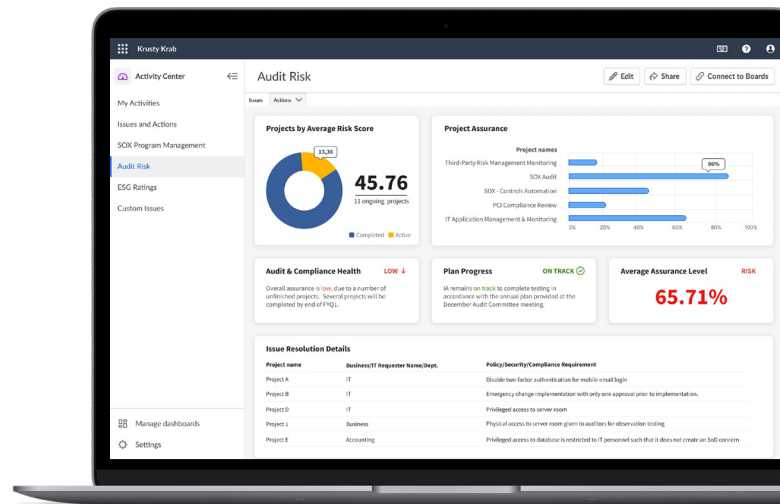 Krusty Krab
Activity Center
My Activities
Issues and Actions
SOX Program Management
Audit Risk
ESG Ratings
Custom Issues
Manage dashboards
Settings
Audit Risk
Edit
Share
Connect to Boards
Issues
Actions
Projects by Average Risk Score
13,38
45.76
11 ongoing projects
Completed
Active
Project Assurance
Project names
Third-Party Risk Management Monitoring
SOX Audit
86%
SOX - Controls Automation
PCI Compliance Review
IT Application Management & Monitoring
0% 20% 40% 60% 80% 100%
Audit & Compliance Health LOW
Overall assurance is low, due to a number of
unfinished projects. Several projects will be
completed by end of FYQ1.
Plan Progress ON TRACK
IA remains on track to complete testing in
accordance with the annual plan provided at the
December Audit Committee meeting.
Average Assurance Level RISK
65.71%
Issue Resolution Details
Project name Business/IT Requester Name/Dept. Policy/Security/Compliance Requirement
Project A IT Disable two-factor authentication for mobile email login
Project B IT Emergency change implementation with only one approval prior to implementation.
Project D IT Privileged access to server room
Project 1 Business Physical access to server room given to auditors for observation testing
Project E Accounting Privileged access to database is restricted to IT personnel such that it does not create an SoD concern